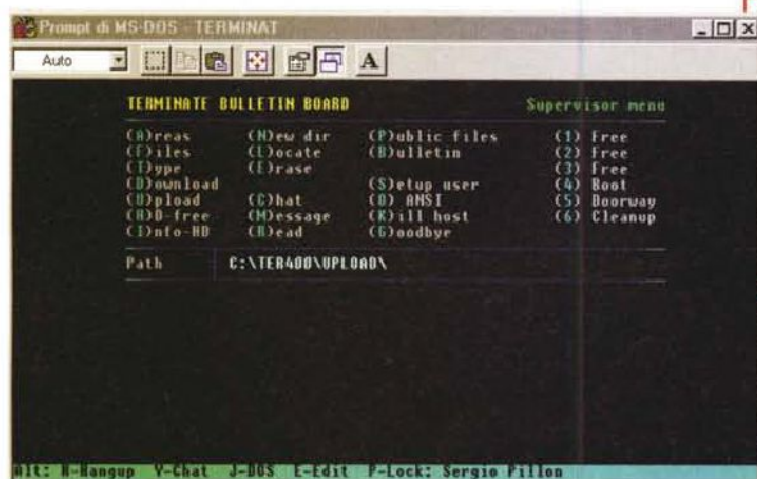 Prompt di MS-DOS - TERMINAT
Auto A
TERMINATE BULLETIN BOARD Supervisor menu
(A)reas (N)ew dir (P)ublic files (1) Free
(F)iles (L)ocate (B)ulletin (2) Free
(T)ype (E)rase (3) Free
(D)ownload (S)etup user (4) Boot
(U)pload (C)hat (O) ANSI (5) Doorway
(M)essage (K)ill host (6) Cleanup
(I)nfo-HD (R)ead (G)oodbye
Path C:\TER400\UPLOAD\
Alt: H-Hangup Y-Chat J-DOS E-Edit P-Lock: Sergio Pillon